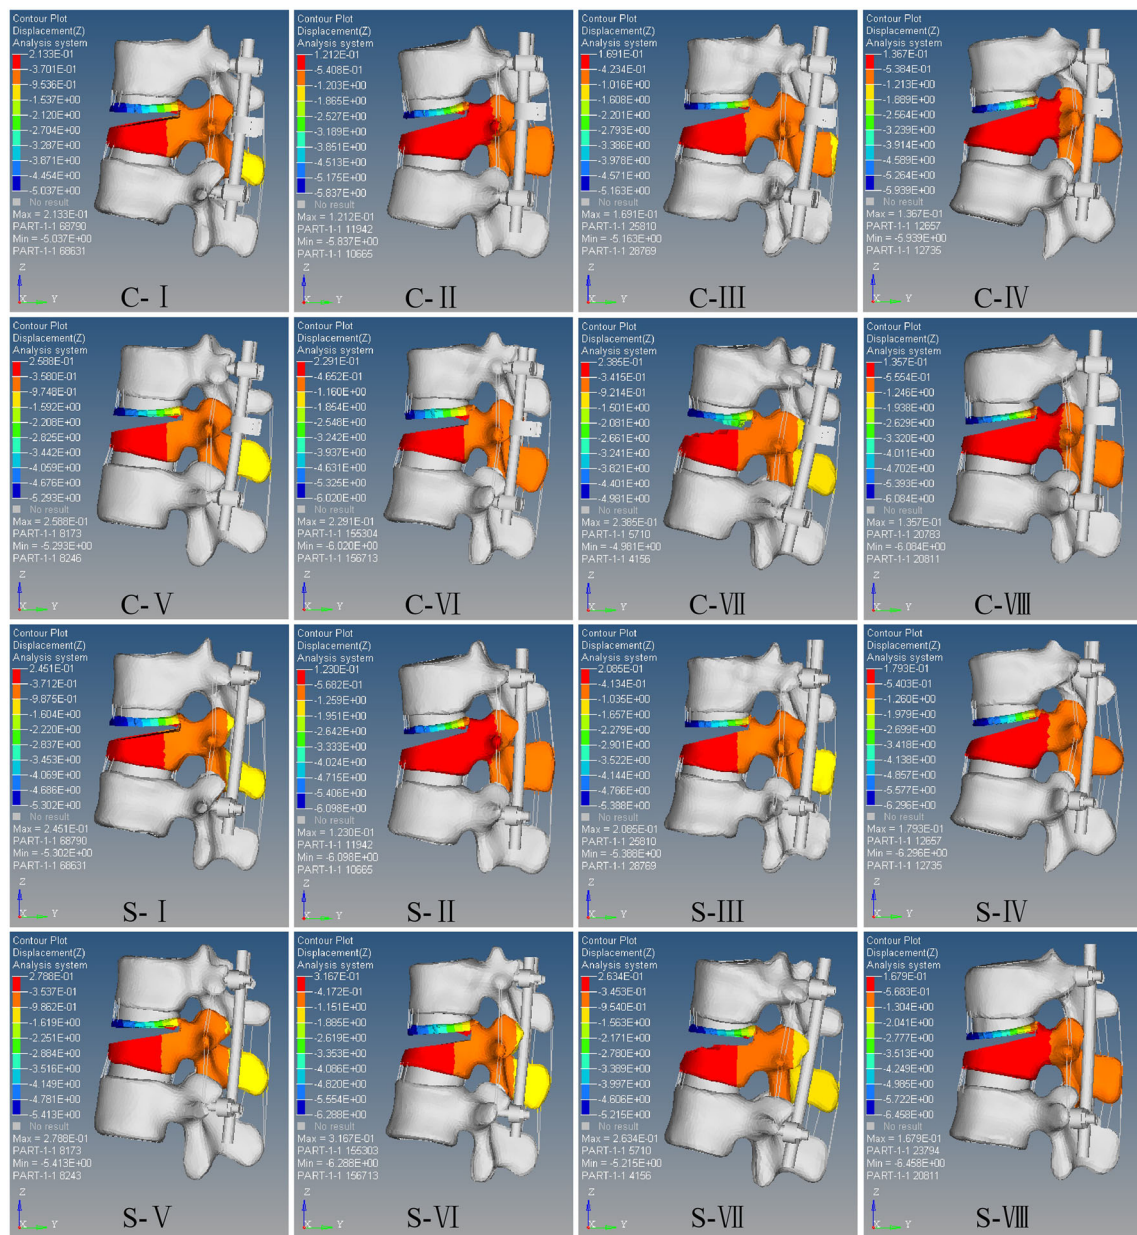 Contour Plot
Displacement(Z)
Analysis system
2.133E-01
-3.701E-01
-9.536E-01
-1.537E+00
-2.120E+00
-2.704E+00
-3.287E+00
-3.871E+00
-4.454E+00
-5.037E+00
No result
Max = 2.133E-01
PART-1-1 68790
Min = -5.037E+00
PART-1-1 68631
Z
X Y
C- Ⅰ
Contour Plot
Displacement(Z)
Analysis system
1.212E-01
-5.408E-01
-1.203E+00
-1.865E+00
-2.527E+00
-3.189E+00
-3.851E+00
-4.513E+00
-5.175E+00
-5.837E+00
No result
Max = 1.212E-01
PART-1-1 11942
Min = -5.837E+00
PART-1-1 10665
Z
X Y
C- Ⅱ
Contour Plot
Displacement(Z)
Analysis system
1.691E-01
-4.234E-01
-1.016E+00
-1.608E+00
-2.201E+00
-2.793E+00
-3.386E+00
-3.978E+00
-4.571E+00
-5.163E+00
No result
Max = 1.691E-01
PART-1-1 25810
Min = -5.163E+00
PART-1-1 28769
Z
X Y
C-Ⅲ
Contour Plot
Displacement(Z)
Analysis system
1.367E-01
-5.384E-01
-1.213E+00
-1.889E+00
-2.564E+00
-3.239E+00
-3.914E+00
-4.589E+00
-5.264E+00
-5.939E+00
No result
Max = 1.367E-01
PART-1-1 12657
Min = -5.939E+00
PART-1-1 12735
Z
X Y
C-Ⅳ
Contour Plot
Displacement(Z)
Analysis system
2.588E-01
-3.580E-01
-9.748E-01
-1.592E+00
-2.208E+00
-2.825E+00
-3.442E+00
-4.059E+00
-4.676E+00
-5.293E+00
No result
Max = 2.588E-01
PART-1-1 8173
Min = -5.293E+00
PART-1-1 8246
Z
X Y
C-Ⅴ
Contour Plot
Displacement(Z)
Analysis system
2.291E-01
-4.652E-01
-1.160E+00
-1.854E+00
-2.548E+00
-3.242E+00
-3.937E+00
-4.631E+00
-5.325E+00
-6.020E+00
No result
Max = 2.291E-01
PART-1-1 155304
Min = -6.020E+00
PART-1-1 156713
Z
X Y
C-Ⅵ
Contour Plot
Displacement(Z)
Analysis system
2.385E-01
-3.415E-01
-9.214E-01
-1.501E+00
-2.081E+00
-2.661E+00
-3.241E+00
-3.821E+00
-4.401E+00
-4.981E+00
No result
Max = 2.385E-01
PART-1-1 5710
Min = -4.981E+00
PART-1-1 4156
Z
X Y
C-Ⅶ
Contour Plot
Displacement(Z)
Analysis system
1.357E-01
-5.554E-01
-1.246E+00
-1.938E+00
-2.629E+00
-3.320E+00
-4.011E+00
-4.702E+00
-5.393E+00
-6.084E+00
No result
Max = 1.357E-01
PART-1-1 20783
Min = -6.084E+00
PART-1-1 20811
Z
X Y
C-Ⅷ
Contour Plot
Displacement(Z)
Analysis system
2.451E-01
-3.712E-01
-9.875E-01
-1.604E+00
-2.220E+00
-2.837E+00
-3.453E+00
-4.069E+00
-4.686E+00
-5.302E+00
No result
Max = 2.451E-01
PART-1-1 68790
Min = -5.302E+00
PART-1-1 68631
Z
X Y
S- Ⅰ
Contour Plot
Displacement(Z)
Analysis system
1.230E-01
-5.682E-01
-1.259E+00
-1.951E+00
-2.642E+00
-3.333E+00
-4.024E+00
-4.715E+00
-5.406E+00
-6.098E+00
No result
Max = 1.230E-01
PART-1-1 11942
Min = -6.098E+00
PART-1-1 10665
Z
X Y
S- Ⅱ
Contour Plot
Displacement(Z)
Analysis system
2.085E-01
-4.134E-01
-1.035E+00
-1.657E+00
-2.279E+00
-2.901E+00
-3.522E+00
-4.144E+00
-4.766E+00
-5.388E+00
No result
Max = 2.085E-01
PART-1-1 25810
Min = -5.388E+00
PART-1-1 28769
Z
X Y
S-Ⅲ
Contour Plot
Displacement(Z)
Analysis system
1.793E-01
-5.403E-01
-1.260E+00
-1.979E+00
-2.699E+00
-3.418E+00
-4.138E+00
-4.857E+00
-5.577E+00
-6.296E+00
No result
Max = 1.793E-01
PART-1-1 12657
Min = -6.296E+00
PART-1-1 12735
Z
X Y
S-Ⅳ
Contour Plot
Displacement(Z)
Analysis system
2.788E-01
-3.537E-01
-9.862E-01
-1.619E+00
-2.251E+00
-2.884E+00
-3.516E+00
-4.149E+00
-4.781E+00
-5.413E+00
No result
Max = 2.788E-01
PART-1-1 8173
Min = -5.413E+00
PART-1-1 8243
Z
X Y
S-Ⅴ
Contour Plot
Displacement(Z)
Analysis system
3.167E-01
-4.172E-01
-1.151E+00
-1.885E+00
-2.619E+00
-3.353E+00
-4.086E+00
-4.820E+00
-5.554E+00
-6.288E+00
No result
Max = 3.167E-01
PART-1-1 155303
Min = -6.288E+00
PART-1-1 156713
Z
X Y
S-Ⅵ
Contour Plot
Displacement(Z)
Analysis system
2.634E-01
-3.453E-01
-9.540E-01
-1.563E+00
-2.171E+00
-2.780E+00
-3.389E+00
-3.997E+00
-4.606E+00
-5.215E+00
No result
Max = 2.634E-01
PART-1-1 5710
Min = -5.215E+00
PART-1-1 4156
Z
X Y
S-Ⅶ
Contour Plot
Displacement(Z)
Analysis system
1.679E-01
-5.683E-01
-1.304E+00
-2.041E+00
-2.777E+00
-3.513E+00
-4.249E+00
-4.985E+00
-5.722E+00
-6.458E+00
No result
Max = 1.679E-01
PART-1-1 23794
Min = -6.458E+00
PART-1-1 20811
Z
X Y
S-Ⅷ